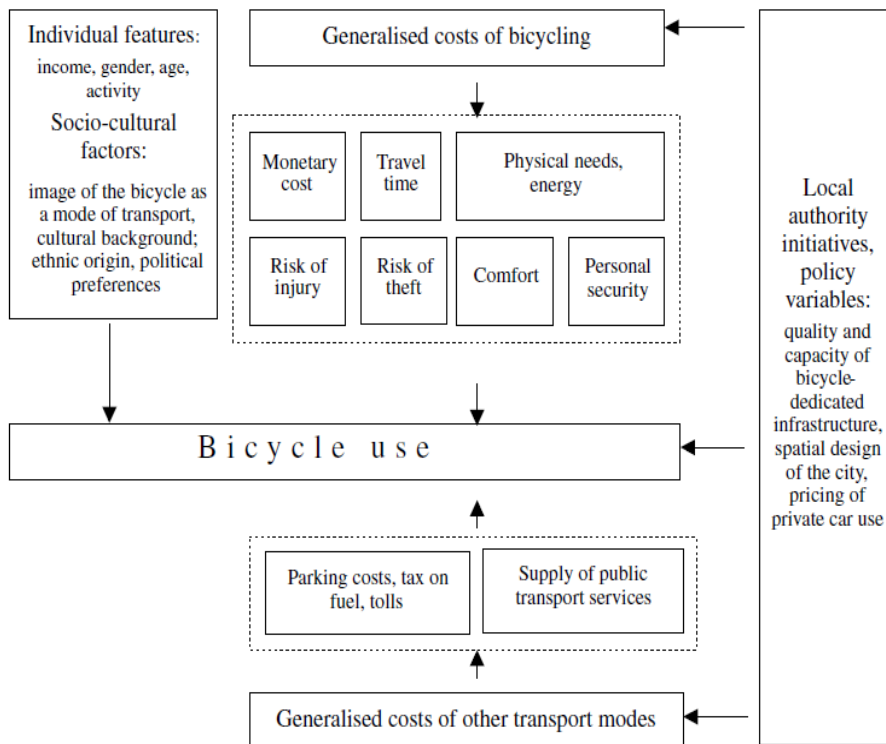 Individual features:
income, gender, age,
activity
Socio-cultural
factors:
image of the bicycle as
a mode of transport,
cultural background;
ethnic origin, political
preferences
Generalised costs of bicycling
Monetary
cost
Travel
time
Physical needs,
energy
Risk of
injury
Risk of
theft
Comfort
Personal
security
Local
authority
initiatives,
policy
variables:
quality and
capacity of
bicycle-
dedicated
infrastructure,
spatial design
of the city,
pricing of
private car use
Bicycle use
Parking costs, tax on
fuel, tolls
Supply of public
transport services
Generalised costs of other transport modes